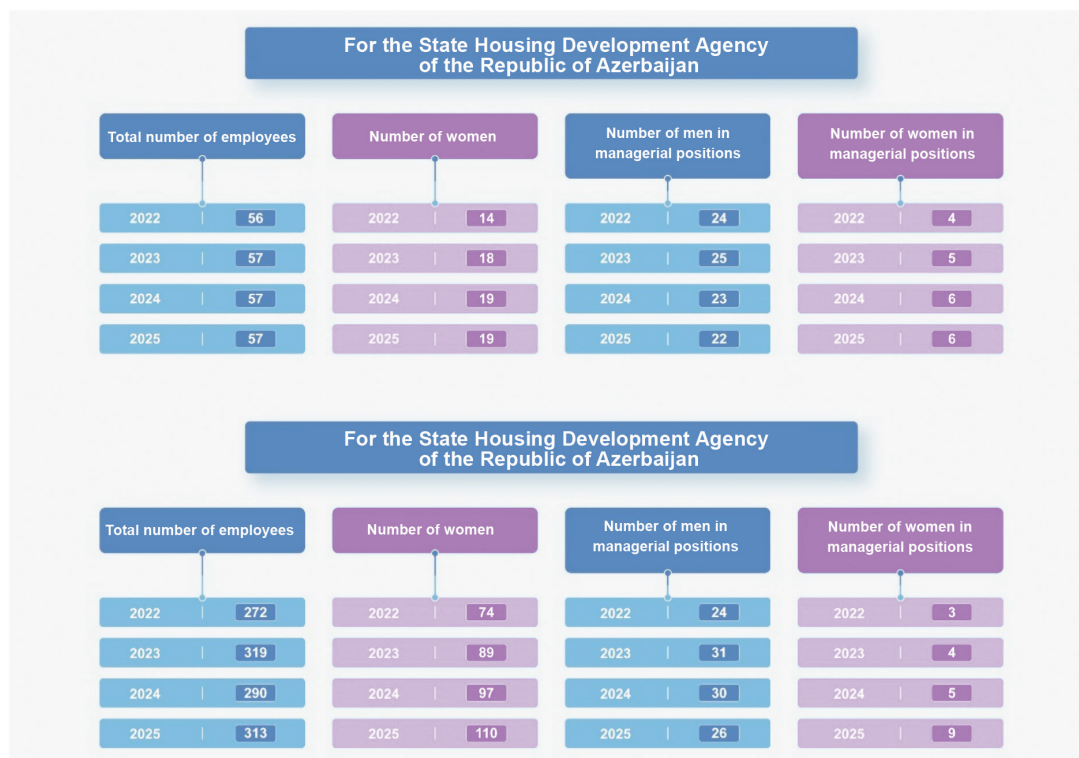 For the State Housing Development Agency
of the Republic of Azerbaijan
Total number of employees
Number of women
Number of men in
managerial positions
Number of women in
managerial positions
2022 | 56
2022 | 14
2022 | 24
2022 | 4
2023 | 57
2023 | 18
2023 | 25
2023 | 5
2024 | 57
2024 | 19
2024 | 23
2024 | 6
2025 | 57
2025 | 19
2025 | 22
2025 | 6
For the State Housing Development Agency
of the Republic of Azerbaijan
Total number of employees
Number of women
Number of men in
managerial positions
Number of women in
managerial positions
2022 | 272
2022 | 74
2022 | 24
2022 | 3
2023 | 319
2023 | 89
2023 | 31
2023 | 4
2024 | 290
2024 | 97
2024 | 30
2024 | 5
2025 | 313
2025 | 110
2025 | 26
2025 | 9